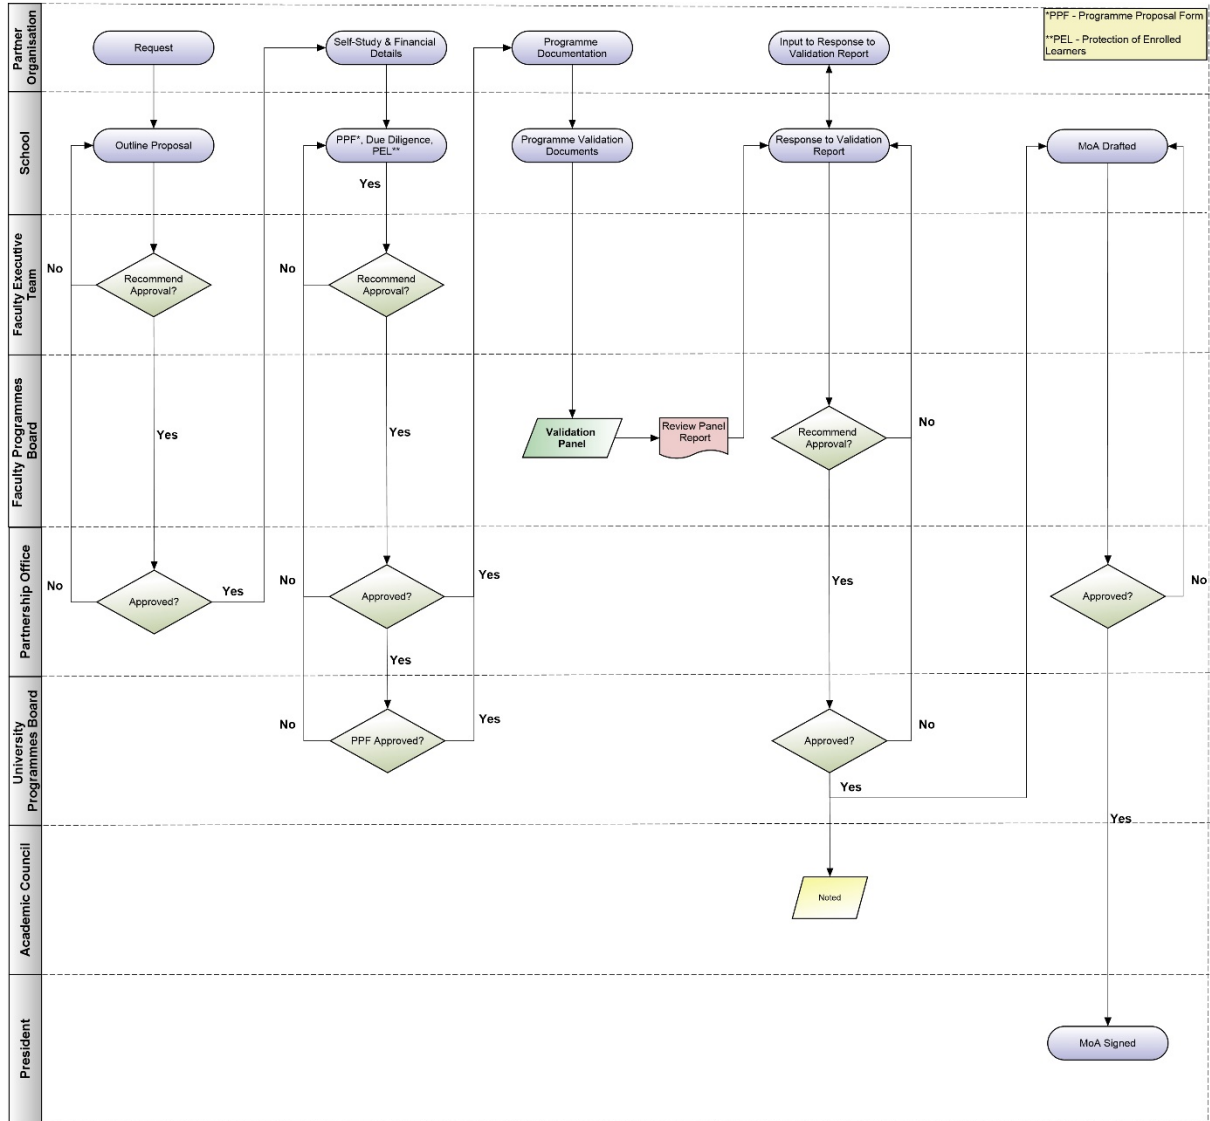 Partner
Organisation
Request
Self-Study & Financial
Details
Programme
Documentation
Input to Response to
Validation Report
*PPF - Programme Proposal Form
**PEL - Protection of Enrolled
Learners
School
Outline Proposal
PPF*, Due Diligence,
PEL**
Programme Validation
Documents
Response to Validation
Report
MoA Drafted
Yes
Faculty Executive
Team
No
Recommend
Approval?
No
Recommend
Approval?
Faculty Programmes
Board
Yes
Yes
Validation
Panel
Review Panel
Report
Recommend
Approval?
No
Partnership Office
No
Approved?
Yes
No
Approved?
Yes
Yes
Yes
Approved?
No
University
Programmes Board
No
PPF Approved?
Yes
Approved?
No
Yes
Yes
Academic Council
Noted
President
MoA Signed